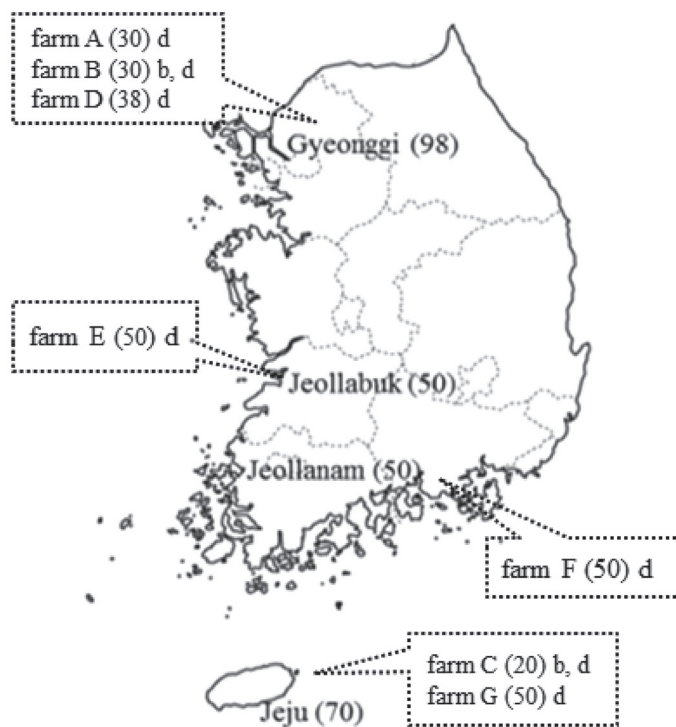 farm A (30) d
farm B (30) b, d
farm D (38) d
Gyeonggi (98)
farm E (50) d
Jeollabuk (50)
Jeollanam (50)
farm F (50) d
farm C (20) b, d
farm G (50) d
Jeju (70)